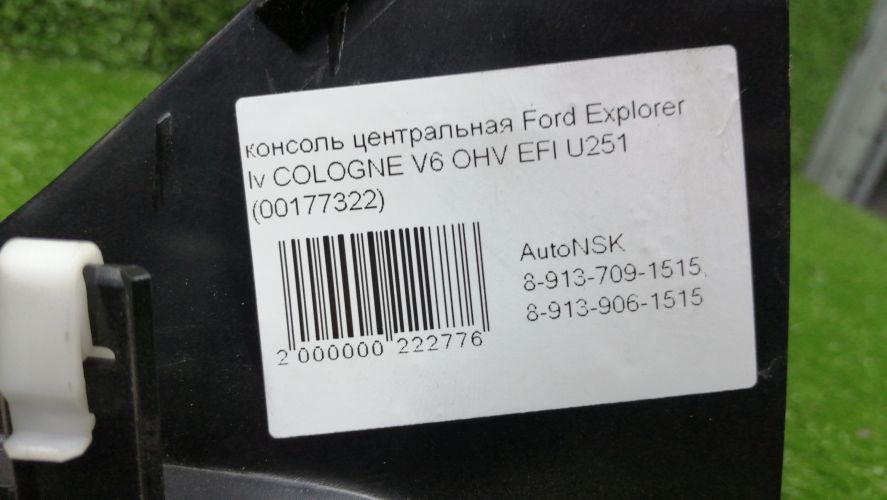 консоль центральная Ford Explorer
Iv COLOGNE V6 OHV EFI U251
(00177322)
AutoNSK
8-913-709-1515,
8-913-906-1515
2 000000 222776